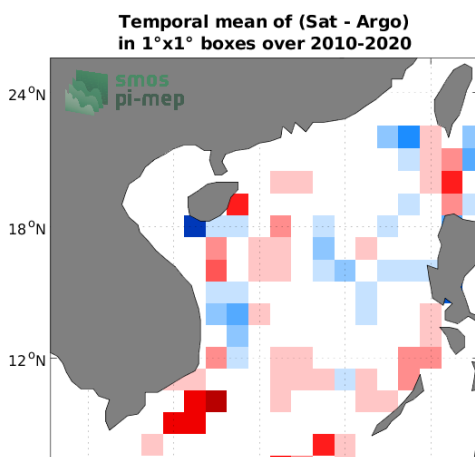 Temporal mean of (Sat - Argo)
in 1°x1° boxes over 2010-2020
smos
pi-mep
24°N
18°N
12°N